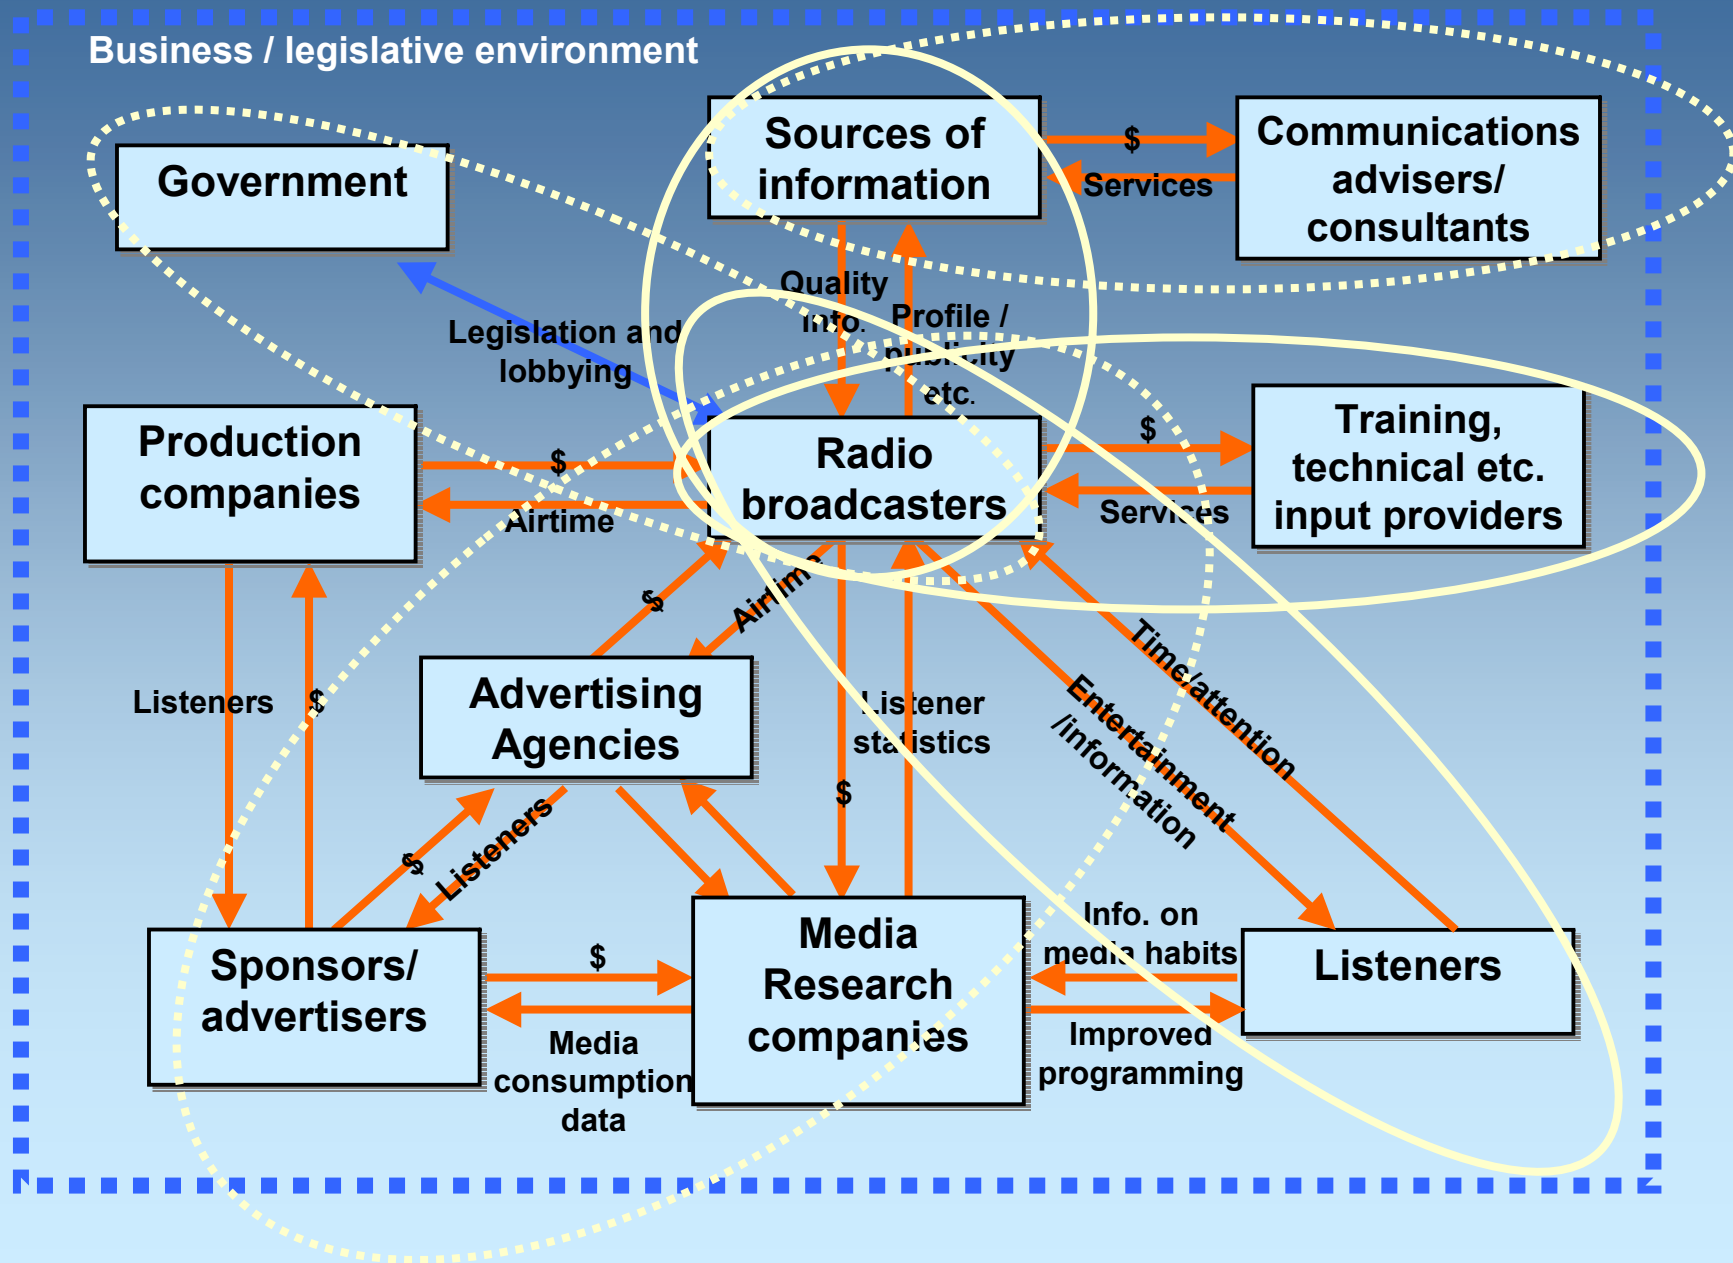 Business / legislative environment
Sources of
information
$
Services
Communications
advisers/
consultants
Government
Quality
info.
Profile /
publicity
etc.
Legislation and
lobbying
Production
companies
$
Airtime
Radio
broadcasters
$
Services
Training,
technical etc.
input providers
$
Airtime
Listeners
$
Advertising
Agencies
Listener
statistics
$
Time/attention
Entertainment
/information
$
Listeners
Sponsors/
advertisers
$
Media
consumption
data
Media
Research
companies
Info. on
media habits
Improved
programming
Listeners